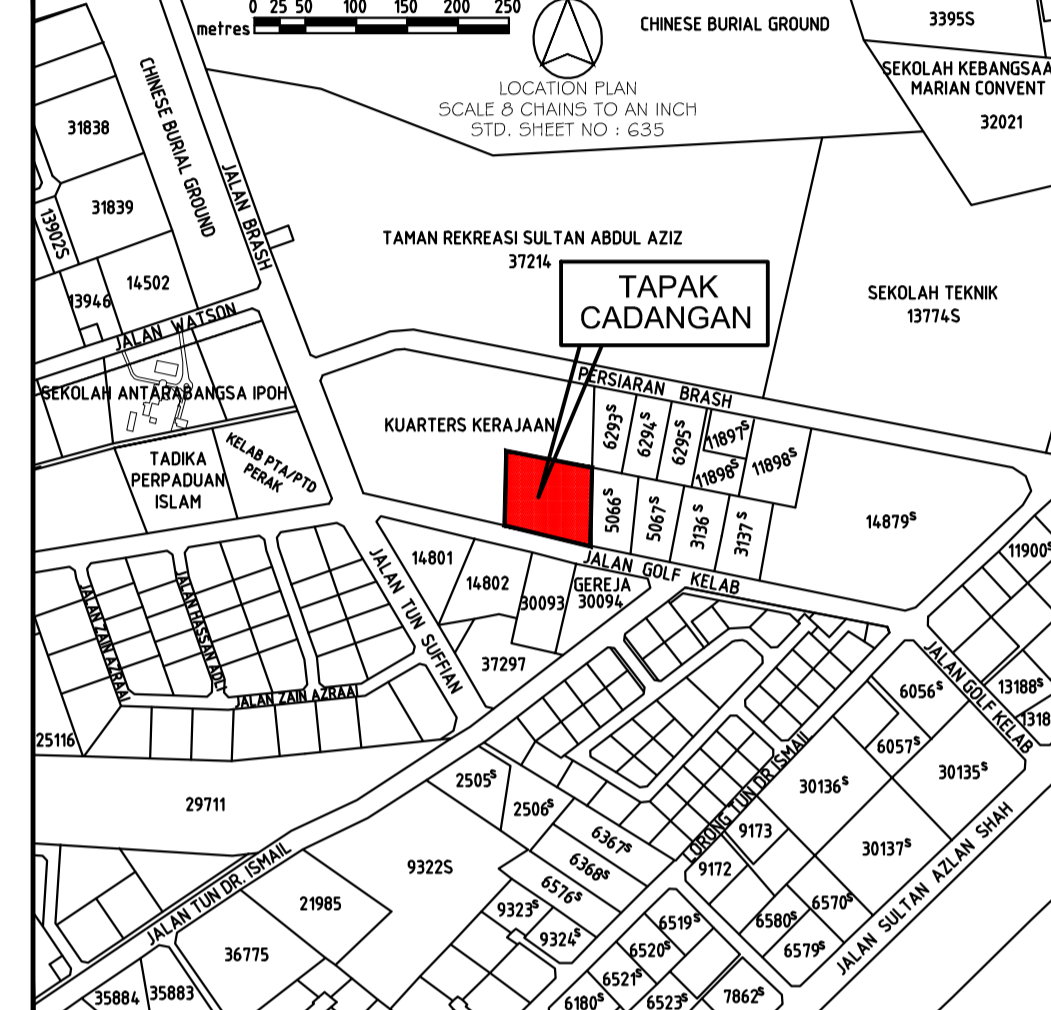 0 25 50 100 150 200 250
metres
CHINESE BURIAL GROUND
3395S
LOCATION PLAN
SCALE 8 CHAINS TO AN INCH
STD. SHEET NO : 635
SEKOLAH KEBANGSAA
MARIAN CONVENT
32021
31838
CHINESE BURIAL GROUND
31839
13902S
JALAN BRASH
TAMAN REKREASI SULTAN ABDUL AZIZ
37214
14502
13946
JALAN WATSON
TAPAK
CADANGAN
SEKOLAH TEKNIK
13774S
SEKOLAH ANTARABANGSA IPOH
PERSIARAN BRASH
KUARTERS KERAJAAN
6293S
6294S
6295S
11897S
11898S
11898S
TADIKA
PERPADUAN
ISLAM
KELAB PTA/PTD
PERAK
5066S
5067S
3136 S
3137 S
14879S
JALAN GOLF KELAB
14801
14802
30093
GEREJA
30094
11900S
JALAN TUN SUFFIAN
JALAN ZAIN AZRAAI
JALAN HASSAN ADLI
JALAN ZAIN AZRAAI
37297
6056S
JALAN GOLF KELAB
13188S
1318
25116
6057S
30135S
30136S
29711
2505S
2506S
LORONG TUN DR ISMAIL
9173
30137S
JALAN SULTAN AZLAN SHAH
6367S
6368S
6576S
9172
9322S
JALAN TUN DR. ISMAIL
21985
9323S
9324S
6519S
6520S
6521S
6570S
6580S
6579S
36775
35884
35883
6180S
6523S
7862S